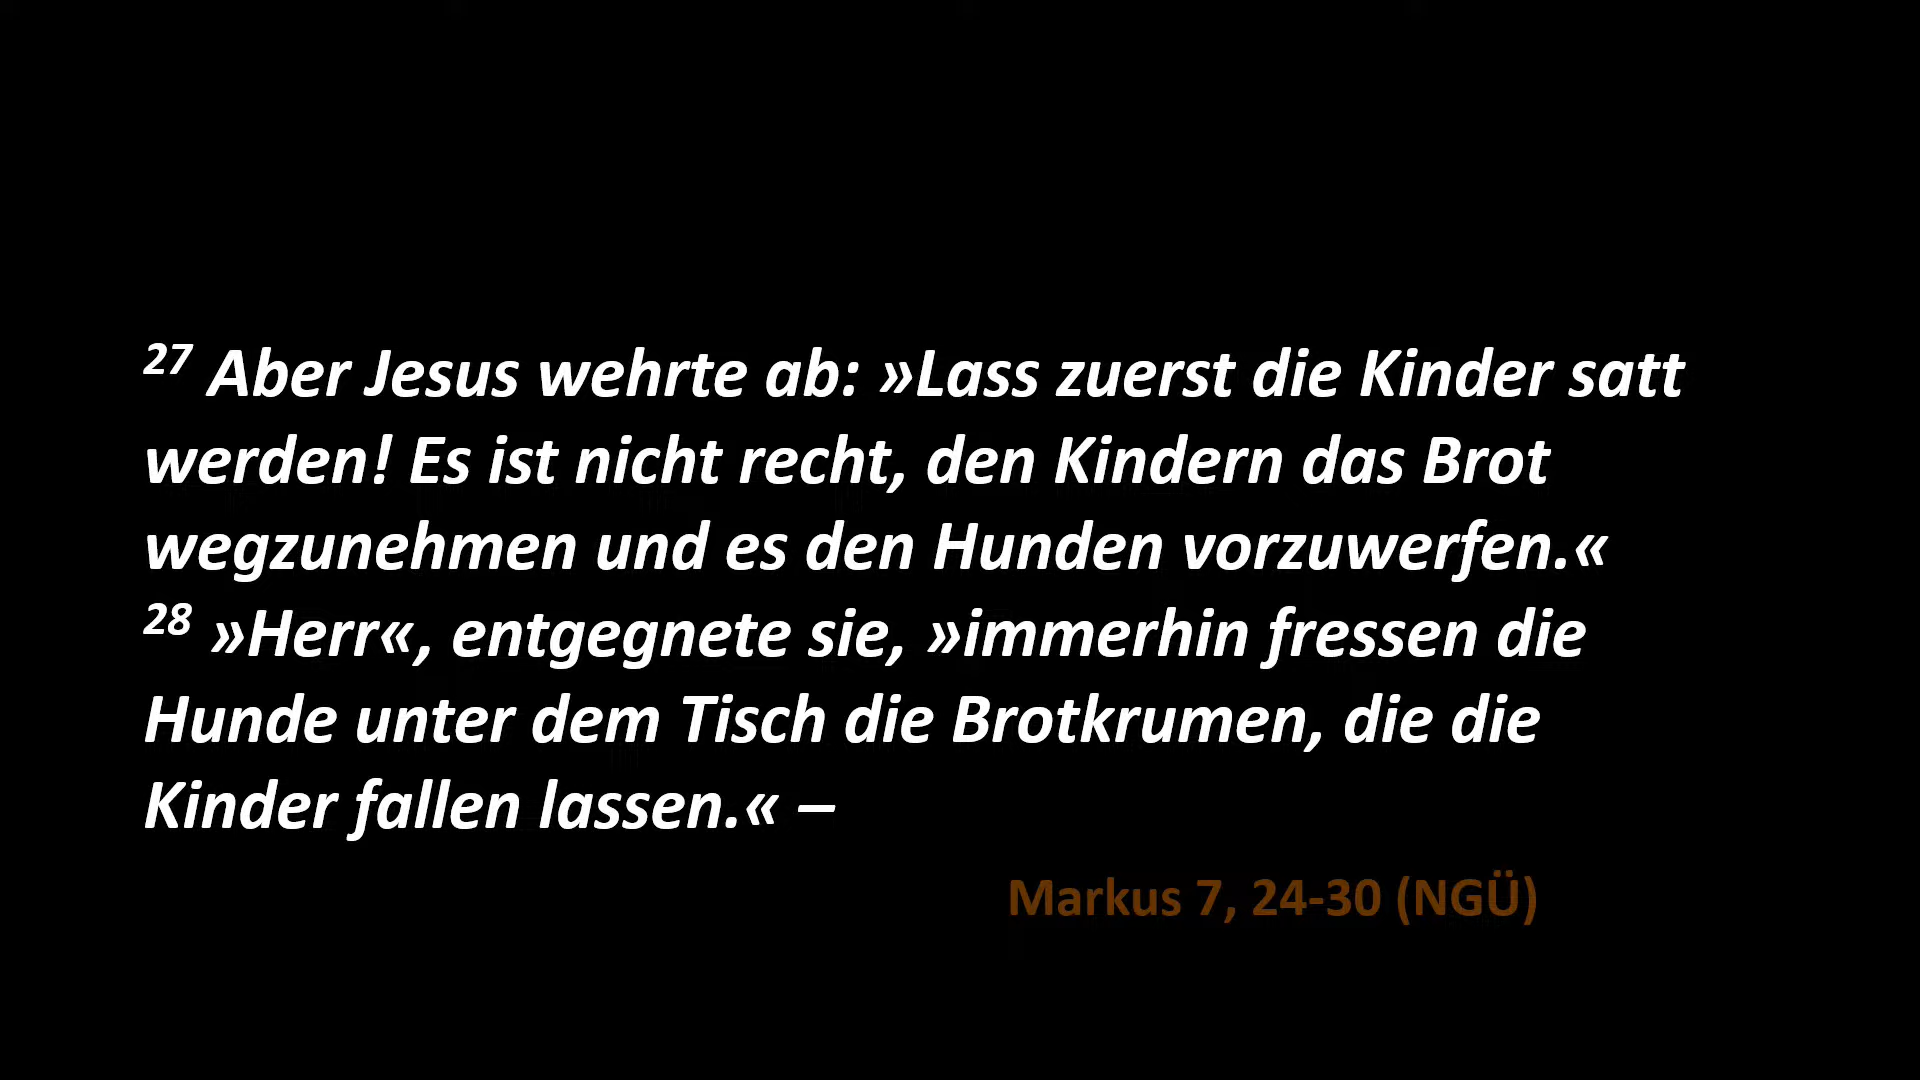 27 Aber Jesus wehrte ab: »Lass zuerst die Kinder satt
werden! Es ist nicht recht, den Kindern das Brot
wegzunehmen und es den Hunden vorzuwerfen.«
28 »Herr«, entgegnete sie, »immerhin fressen die
Hunde unter dem Tisch die Brotkrumen, die die
Kinder fallen lassen.« –
Markus 7, 24-30 (NGÜ)